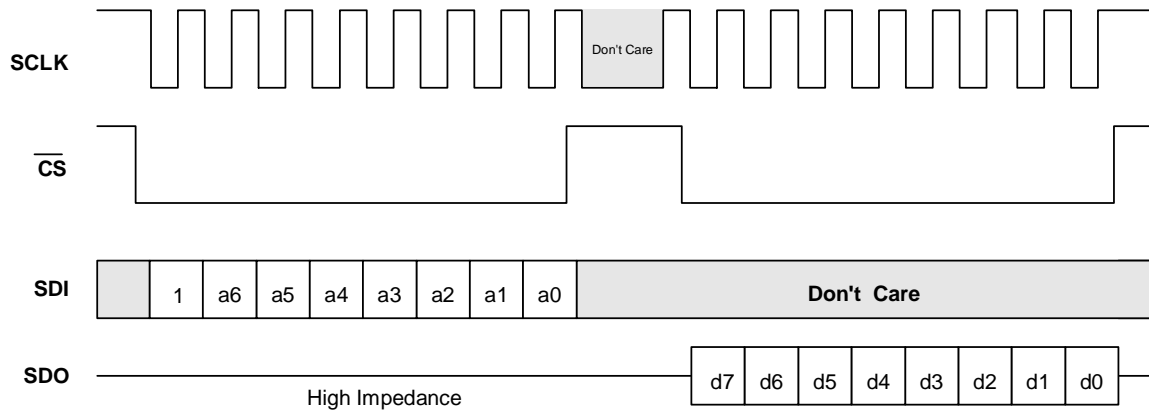 SCLK
Don't Care
CS
SDI
1 a6 a5 a4 a3 a2 a1 a0
Don't Care
SDO
High Impedance
d7 d6 d5 d4 d3 d2 d1 d0